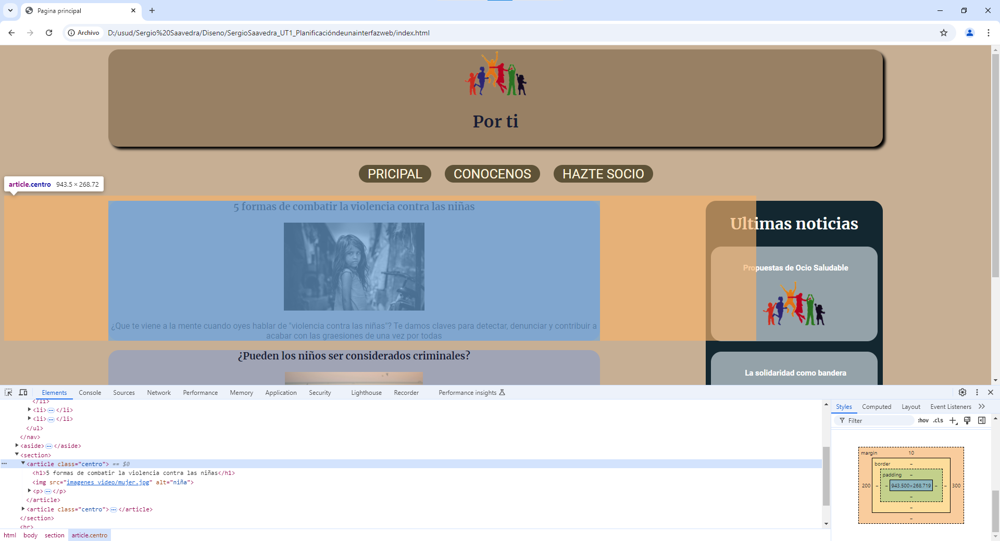 Pagina principal
Archivo
D:/usud/Sergio%20Saavedra/Diseno/SergioSaavedra_UT1_Planificacióndeunainterfazweb/index.html
Por ti
PRICIPAL
CONOCENOS
HAZTE SOCIO
article.centro 943.5 × 268.72
5 formas de combatir la violencia contra las niñas
¿Que te viene a la mente cuando oyes hablar de "violencia contra las niñas"? Te damos claves para detectar, denunciar y contribuir a
acabar con las graesiones de una vez por todas
¿Pueden los niños ser considerados criminales?
Ultimas noticias
Propuestas de Ocio Saludable
La solidaridad como bandera
Elements
Console
Sources
Network
Performance
Memory
Application
Security
Lighthouse
Recorder
Performance insights
</li>
<li>…</li>
<li>…</li>
</ul>
</nav>
<aside>…</aside>
<section>
… <article class="centro"> == $0
<h1>5 formas de combatir la violencia contra las niñas</h1>
<img src="imagenes_video/mujer.jpg" alt="niña">
<p>…</p>
</article>
<article class="centro">…</article>
</section>
<hr>
html body section article.centro
Styles
Computed
Layout
Event Listeners
Filter
:hov .cls
margin 10
border –
padding –
200 – – 943.500×268.719 – – 300
–
–
–